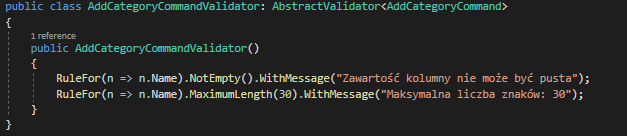 public class AddCategoryCommandValidator: AbstractValidator<AddCategoryCommand>
{
1 reference
public AddCategoryCommandValidator()
{
RuleFor(n => n.Name).NotEmpty().WithMessage("Zawartość kolumny nie może być pusta");
RuleFor(n => n.Name).MaximumLength(30).WithMessage("Maksymalna liczba znaków: 30");
}
}